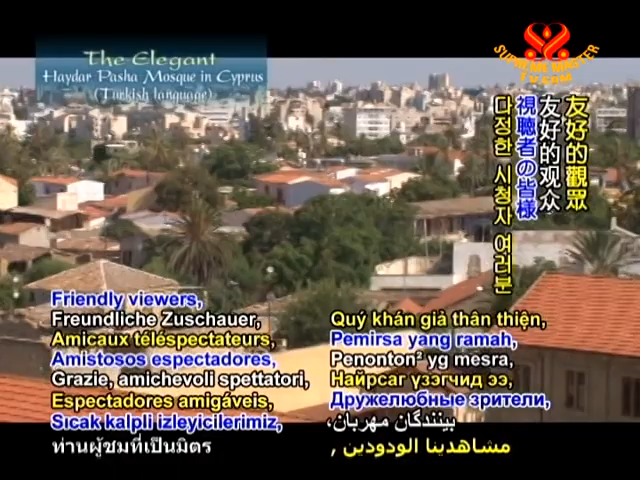 The Elegant
Haydar Pasha Mosque in Cyprus
(Turkish language)
SUPREME MASTER
TV.COM
友好的觀眾
友好的观众
視聴者の皆様
다정한 시청자 여러분
Friendly viewers,
Freundliche Zuschauer,
Amicaux téléspectateurs,
Amistosos espectadores,
Grazie, amichevoli spettatori,
Espectadores amigáveis,
Sıcak kalpli izleyicilerimiz,
ท่านผู้ชมที่เป็นมิตร
Quý khán giả thân thiện,
Pemirsa yang ramah,
Penonton² yg mesra,
Найрсаг үзэгчид ээ,
Дружелюбные зрители,
بینندگان مهربان،
مشاهدينا الودودين ,